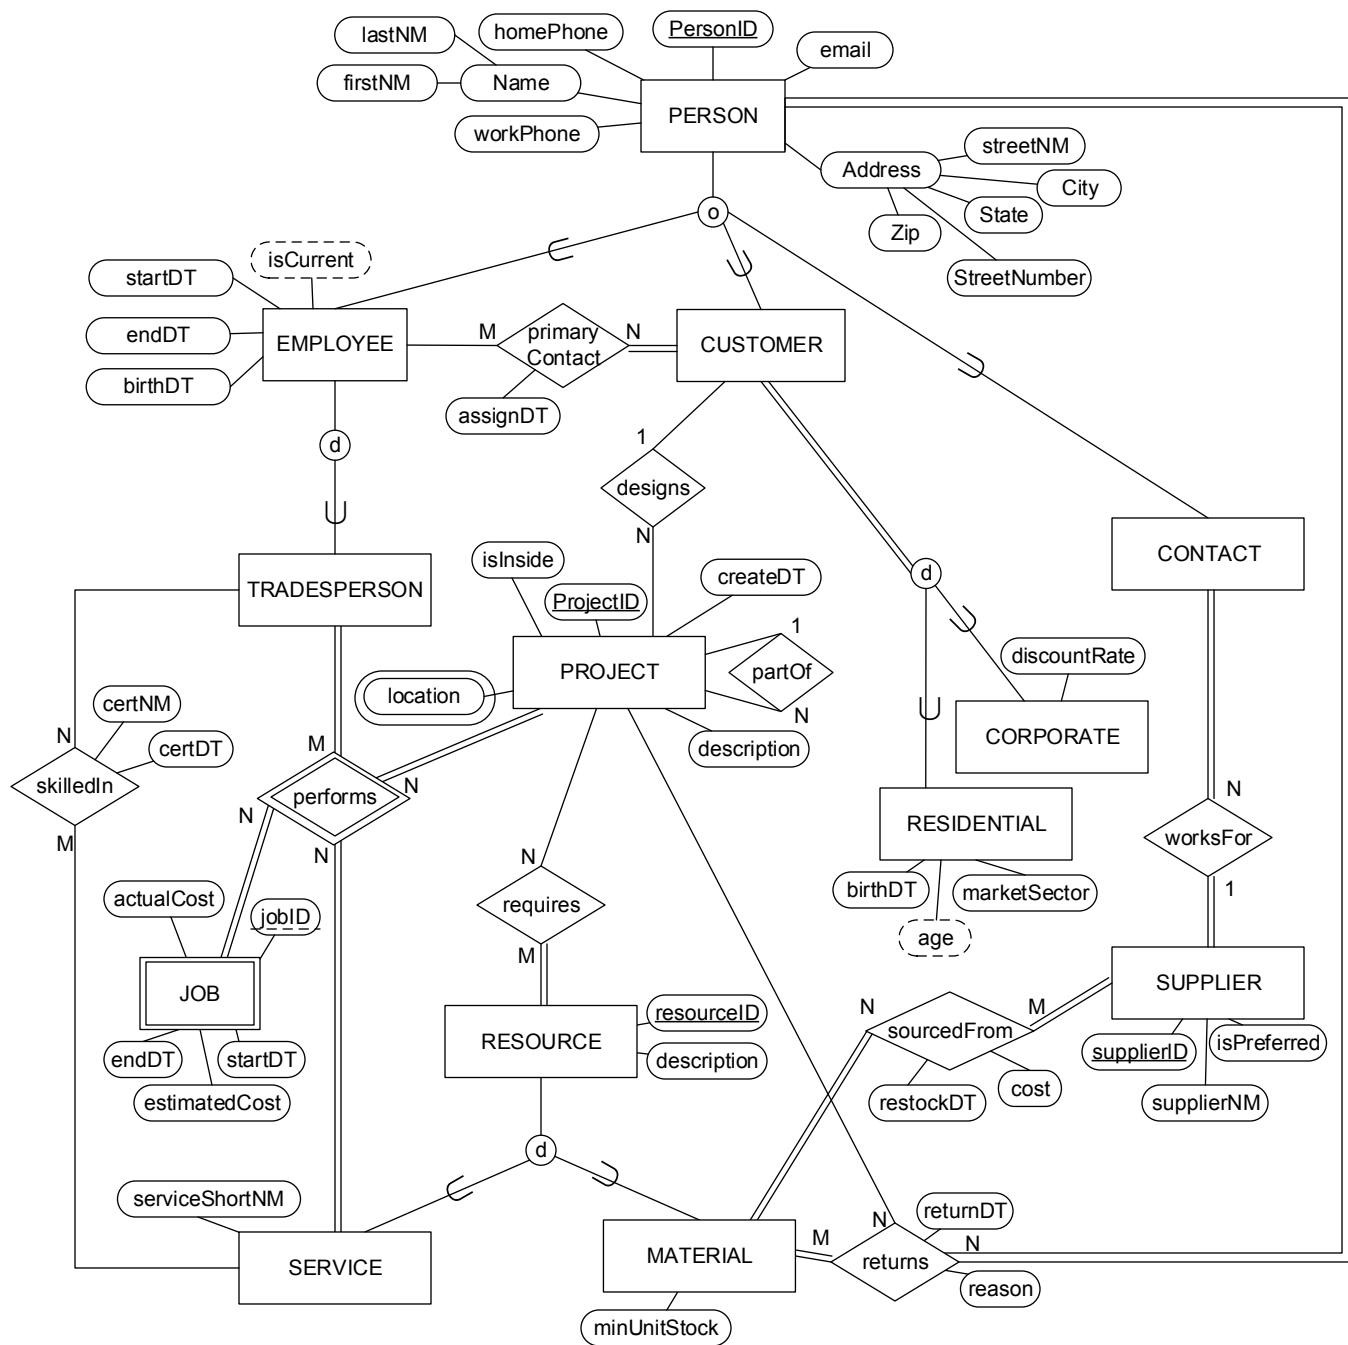 lastNM
homePhone
PersonID
email
firstNM
Name
workPhone
PERSON
streetNM
Address
City
State
Zip
StreetNumber
o
isCurrent
startDT
endDT
birthDT
EMPLOYEE
M
primary
Contact
N
CUSTOMER
assignDT
d
1
designs
N
CONTACT
isInside
createDT
ProjectID
TRADESPERSON
d
1
PROJECT
partOf
N
location
description
discountRate
CORPORATE
certNM
certDT
N
skilledIn
M
M
performs
N
N
N
RESIDENTIAL
birthDT
marketSector
age
N
worksFor
1
N
requires
M
actualCost
jobID
JOB
endDT
startDT
estimatedCost
RESOURCE
resourceID
description
SUPPLIER
N
sourcedFrom
M
supplierID
isPreferred
supplierNM
restockDT
cost
d
serviceShortNM
SERVICE
MATERIAL
minUnitStock
M
N
returns
N
returnDT
reason